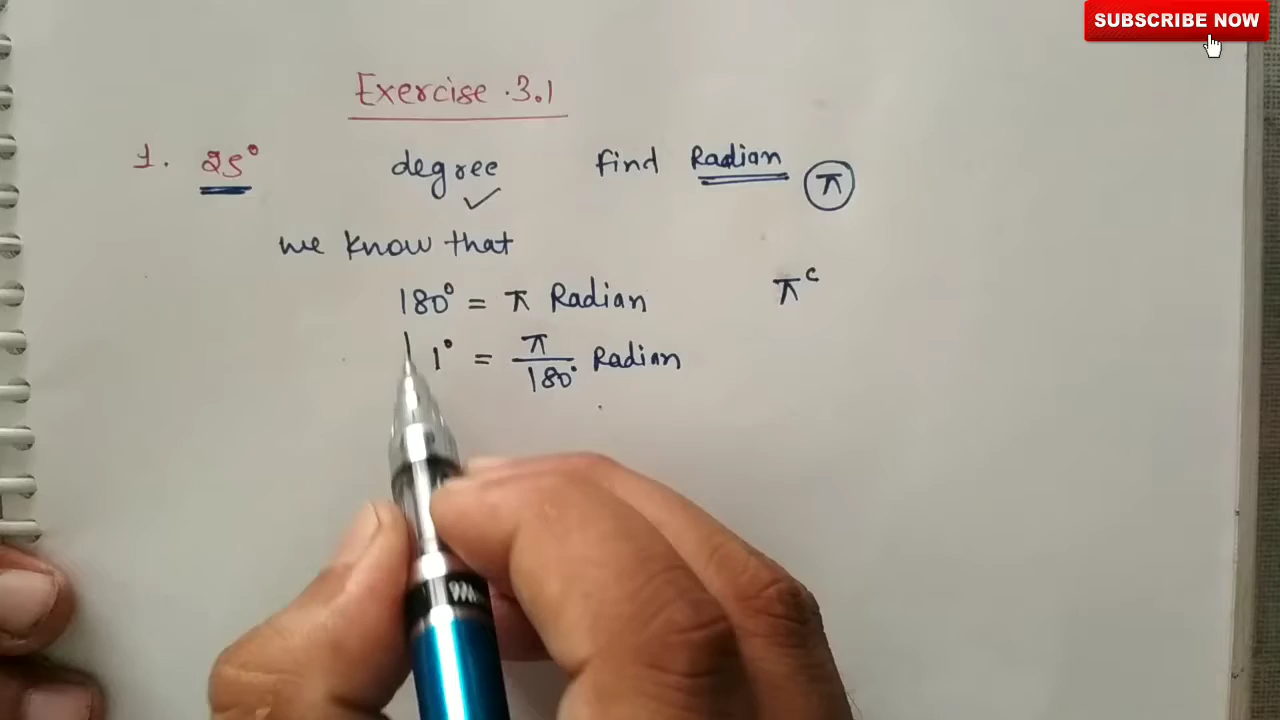 SUBSCRIBE NOW
Exercise .3.1
1. 25° degree find Radian π
we know that
180° = π Radian π^c
1° = π/180° Radian